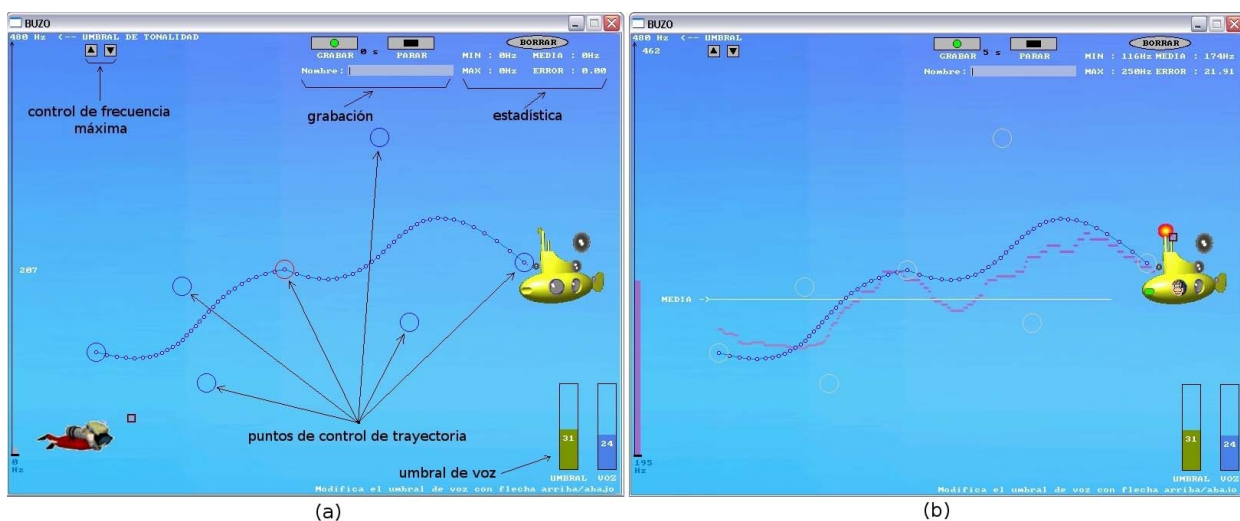 BUZO
480 Hz <-- UMBRAL DE TONALIDAD
GRABAR 0 s PARAR
BORRAR
Nombre:
MIN : 0Hz MEDIA : 0Hz
MAX : 0Hz ERROR : 0.00
control de frecuencia
máxima
grabación
estadística
207
puntos de control de trayectoria
umbral de voz
31
24
0
Hz
UMBRAL VOZ
Modifica el umbral de voz con flecha arriba/abajo
(a)
BUZO
480 Hz <-- UMBRAL
462
GRABAR 5 s PARAR
BORRAR
Nombre:
MIN : 116Hz MEDIA : 174Hz
MAX : 250Hz ERROR : 21.91
MEDIA ->
31
24
195
Hz
UMBRAL VOZ
Modifica el umbral de voz con flecha arriba/abajo
(b)